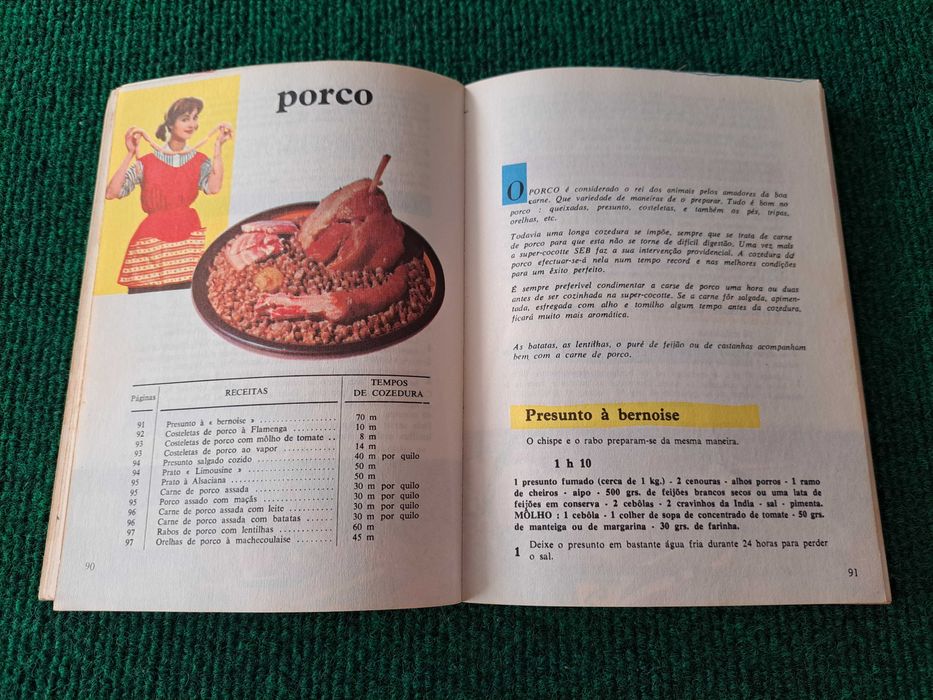 porco
Páginas
RECEITAS
TEMPOS
DE COZEDURA
91 Presunto à « bernoise » . . . . . . . . . . . . . . . 70 m
92 Costeletas de porco à Flamenga . . . . . . . . . . 10 m
93 Costeletas de porco com môlho de tomate . . 8 m
93 Costeletas de porco ao vapor . . . . . . . . . . 14 m
94 Presunto salgado cozido . . . . . . . . . . . . . . . 40 m por quilo
94 Prato « Limousine » . . . . . . . . . . . . . . . . . . 50 m
95 Prato à Alsaciana . . . . . . . . . . . . . . . . . . . 50 m
95 Carne de porco assada . . . . . . . . . . . . . . . 30 m por quilo
95 Porco assado com maçãs . . . . . . . . . . . . . . 30 m por quilo
96 Carne de porco assada com leite . . . . . . . . . 30 m por quilo
96 Carne de porco assada com batatas . . . . . . 30 m por quilo
97 Rabos de porco com lentilhas . . . . . . . . . . . 60 m
97 Orelhas de porco à machecoulaise . . . . . . . . 45 m
90
O PORCO é considerado o rei dos animais pelos amadores da boa
carne. Que variedade de maneiras de o preparar. Tudo é bom no
porco : queixadas, presunto, costeletas, e também os pés, tripas,
orelhas, etc.
Todavia uma longa cozedura se impõe, sempre que se trata de carne
de porco para que esta não se torne de difícil digestão. Uma vez mais
a super-cocotte SEB faz a sua intervenção providencial. A cozedura dd
porco efectuar-se-á nela num tempo record e nas melhores condições
para um êxito perfeito.
É sempre preferivel condimentar a carse de porco uma hora ou duas
antes de ser cozinhada na super-cocotte. Se a carne fôr salgada, apimen-
tada, esfregada com alho e tomilho algum tempo antes da cozedura,
ficará muito mais aromática.
As batatas, as lentilhas, o puré de feijão ou de castanhas acompanham
bem com a carne de porco.
Presunto à bernoise
O chispe e o rabo preparam-se da mesma maneira.
1 h 10
1 presunto fumado (cerca de 1 kg.) - 2 cenouras - alhos porros - 1 ramo
de cheiros - aipo - 500 grs. de feijões brancos secos ou uma lata de
feijões em conserva - 2 cebôlas - 2 cravinhos da India - sal - pimenta.
MÔLHO : 1 cebôla - 1 colher de sopa de concentrado de tomate - 50 grs.
de manteiga ou de margarina - 30 grs. de farinha.
1 Deixe o presunto em bastante água fria durante 24 horas para perder
o sal.
91